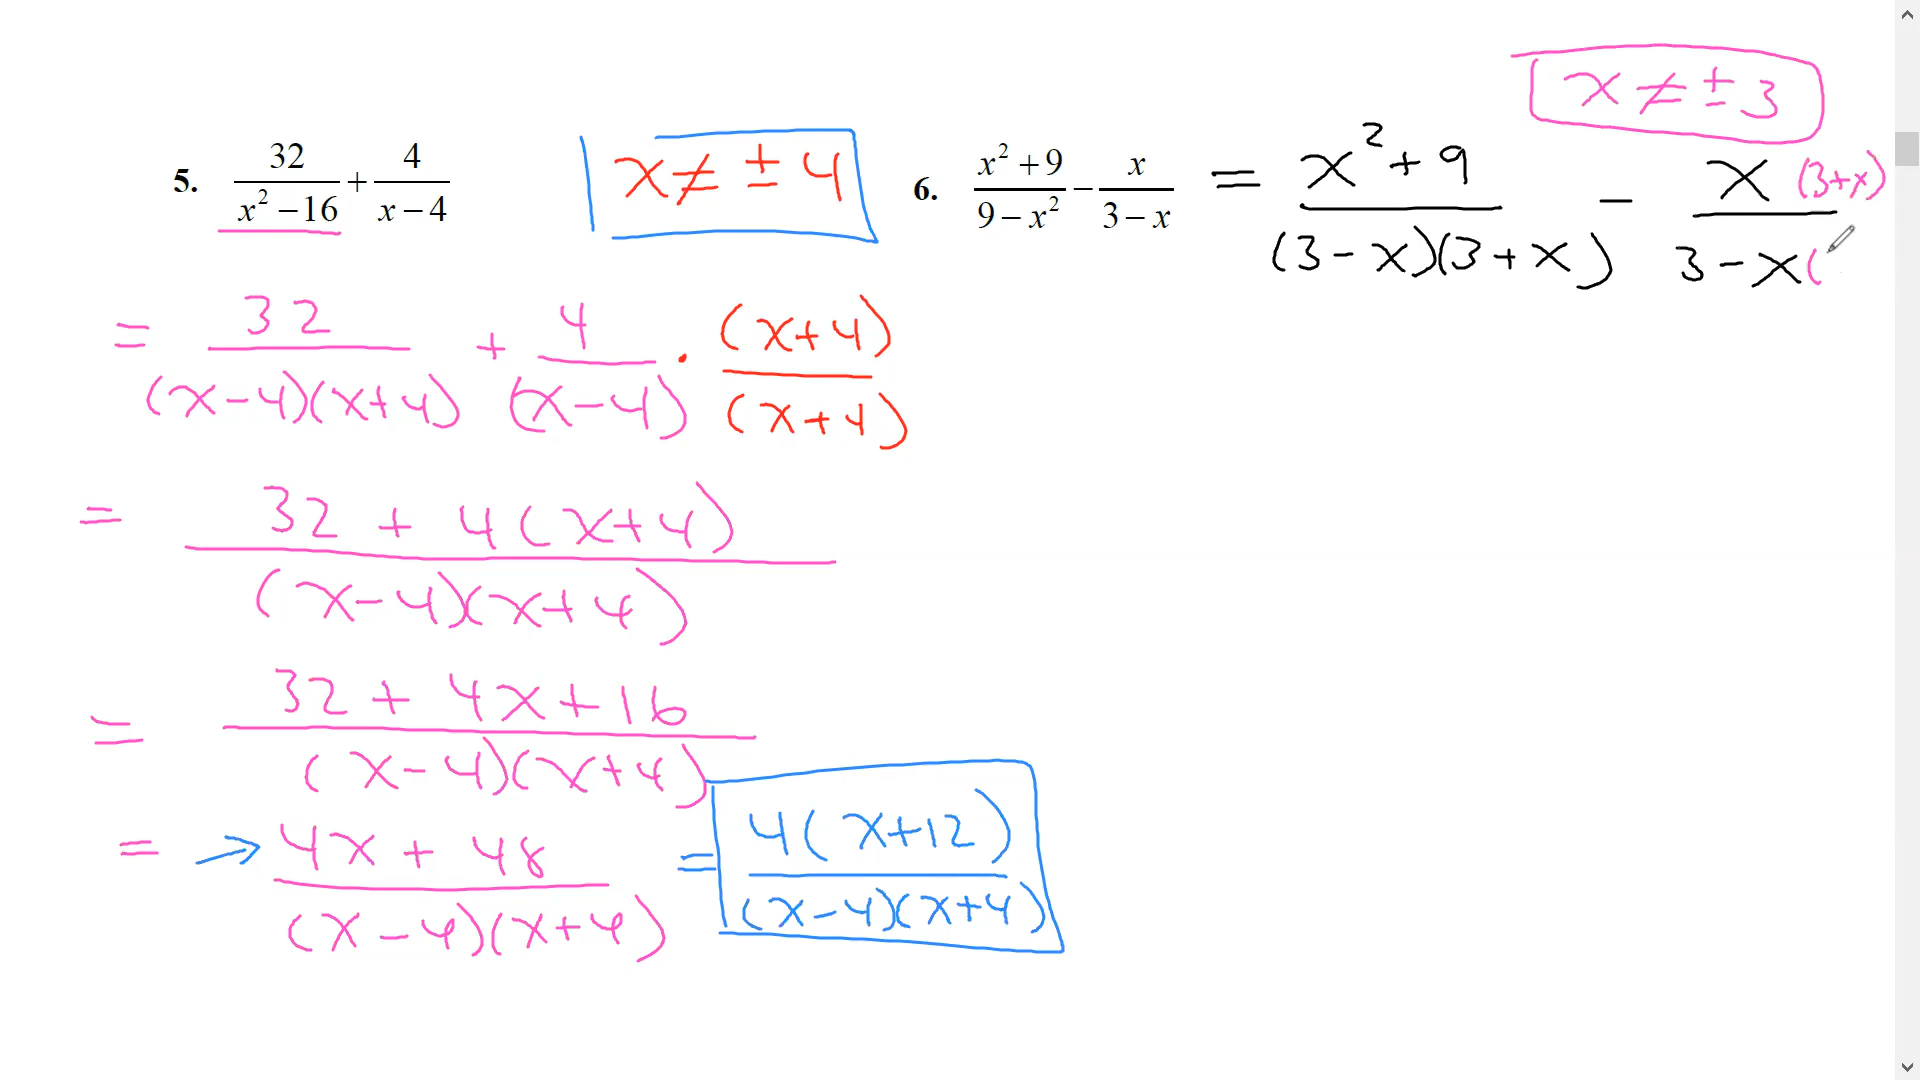 5. 32/(x² − 16) + 4/(x − 4)
x ≠ ± 4
= 32/((x−4)(x+4)) + 4/(x−4) · (x+4)/(x+4)
= (32 + 4(x+4))/((x−4)(x+4))
= (32 + 4x + 16)/((x−4)(x+4))
= → (4x + 48)/((x−4)(x+4))
= 4(x+12)/((x−4)(x+4))
x ≠ ± 3
6. (x² + 9)/(9 − x²) − x/(3 − x) = (x² + 9)/((3−x)(3+x)) − x(3+x)/(3−x(